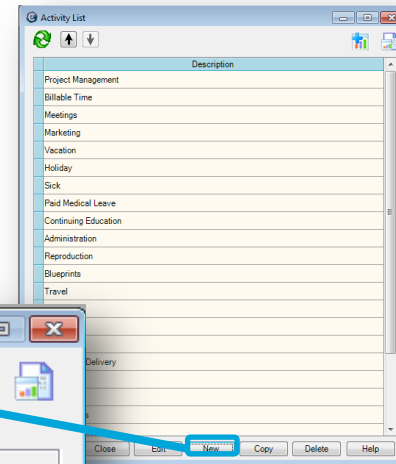 Activity List
Description
Project Management
Billable Time
Meetings
Marketing
Vacation
Holiday
Sick
Paid Medical Leave
Continuing Education
Administration
Reproduction
Blueprints
Travel
Delivery
s
Close Edit New Copy Delete Help